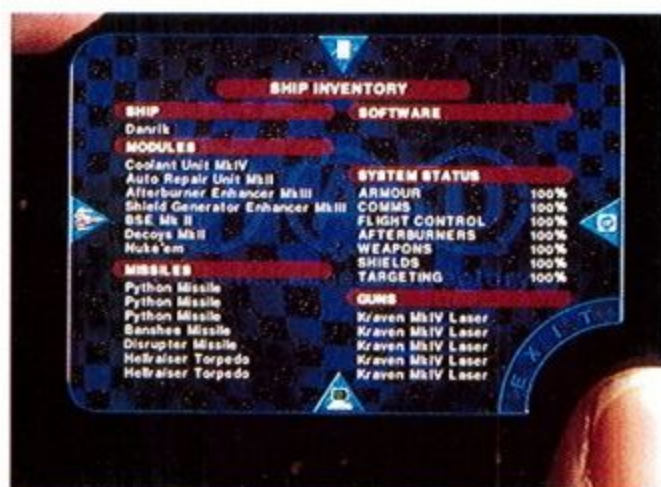 SHIP INVENTORY
SHIP
Danrik
MODULES
Coolant Unit MkIV
Auto Repair Unit MkII
Afterburner Enhancer MkIII
Shield Generator Enhancer MkIII
BSE Mk II
Decoys MkII
Nuke'em
MISSILES
Python Missile
Python Missile
Python Missile
Banshee Missile
Disrupter Missile
Hellraiser Torpedo
Hellraiser Torpedo
SOFTWARE
SYSTEM STATUS
ARMOUR 100%
COMMS 100%
FLIGHT CONTROL 100%
AFTERBURNERS 100%
WEAPONS 100%
SHIELDS 100%
TARGETING 100%
GUNS
Kraven MkIV Laser
Kraven MkIV Laser
Kraven MkIV Laser
Kraven MkIV Laser
Kraven MkIV Laser
EXIT